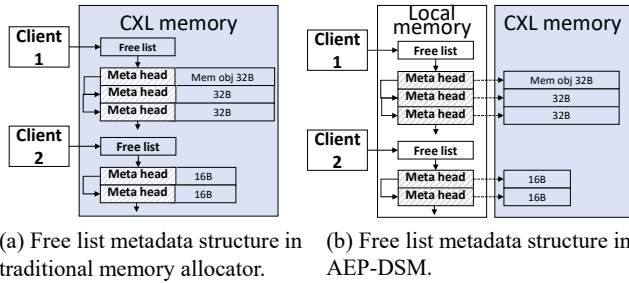 CXL memory
Client 1
Free list
Meta head Mem obj 32B
Meta head 32B
Meta head 32B
Client 2
Free list
Meta head 16B
Meta head 16B
(a) Free list metadata structure in
traditional memory allocator.
Local memory
CXL memory
Client 1
Free list
Meta head Mem obj 32B
Meta head 32B
Meta head 32B
Client 2
Free list
Meta head 16B
Meta head 16B
(b) Free list metadata structure in
AEP-DSM.